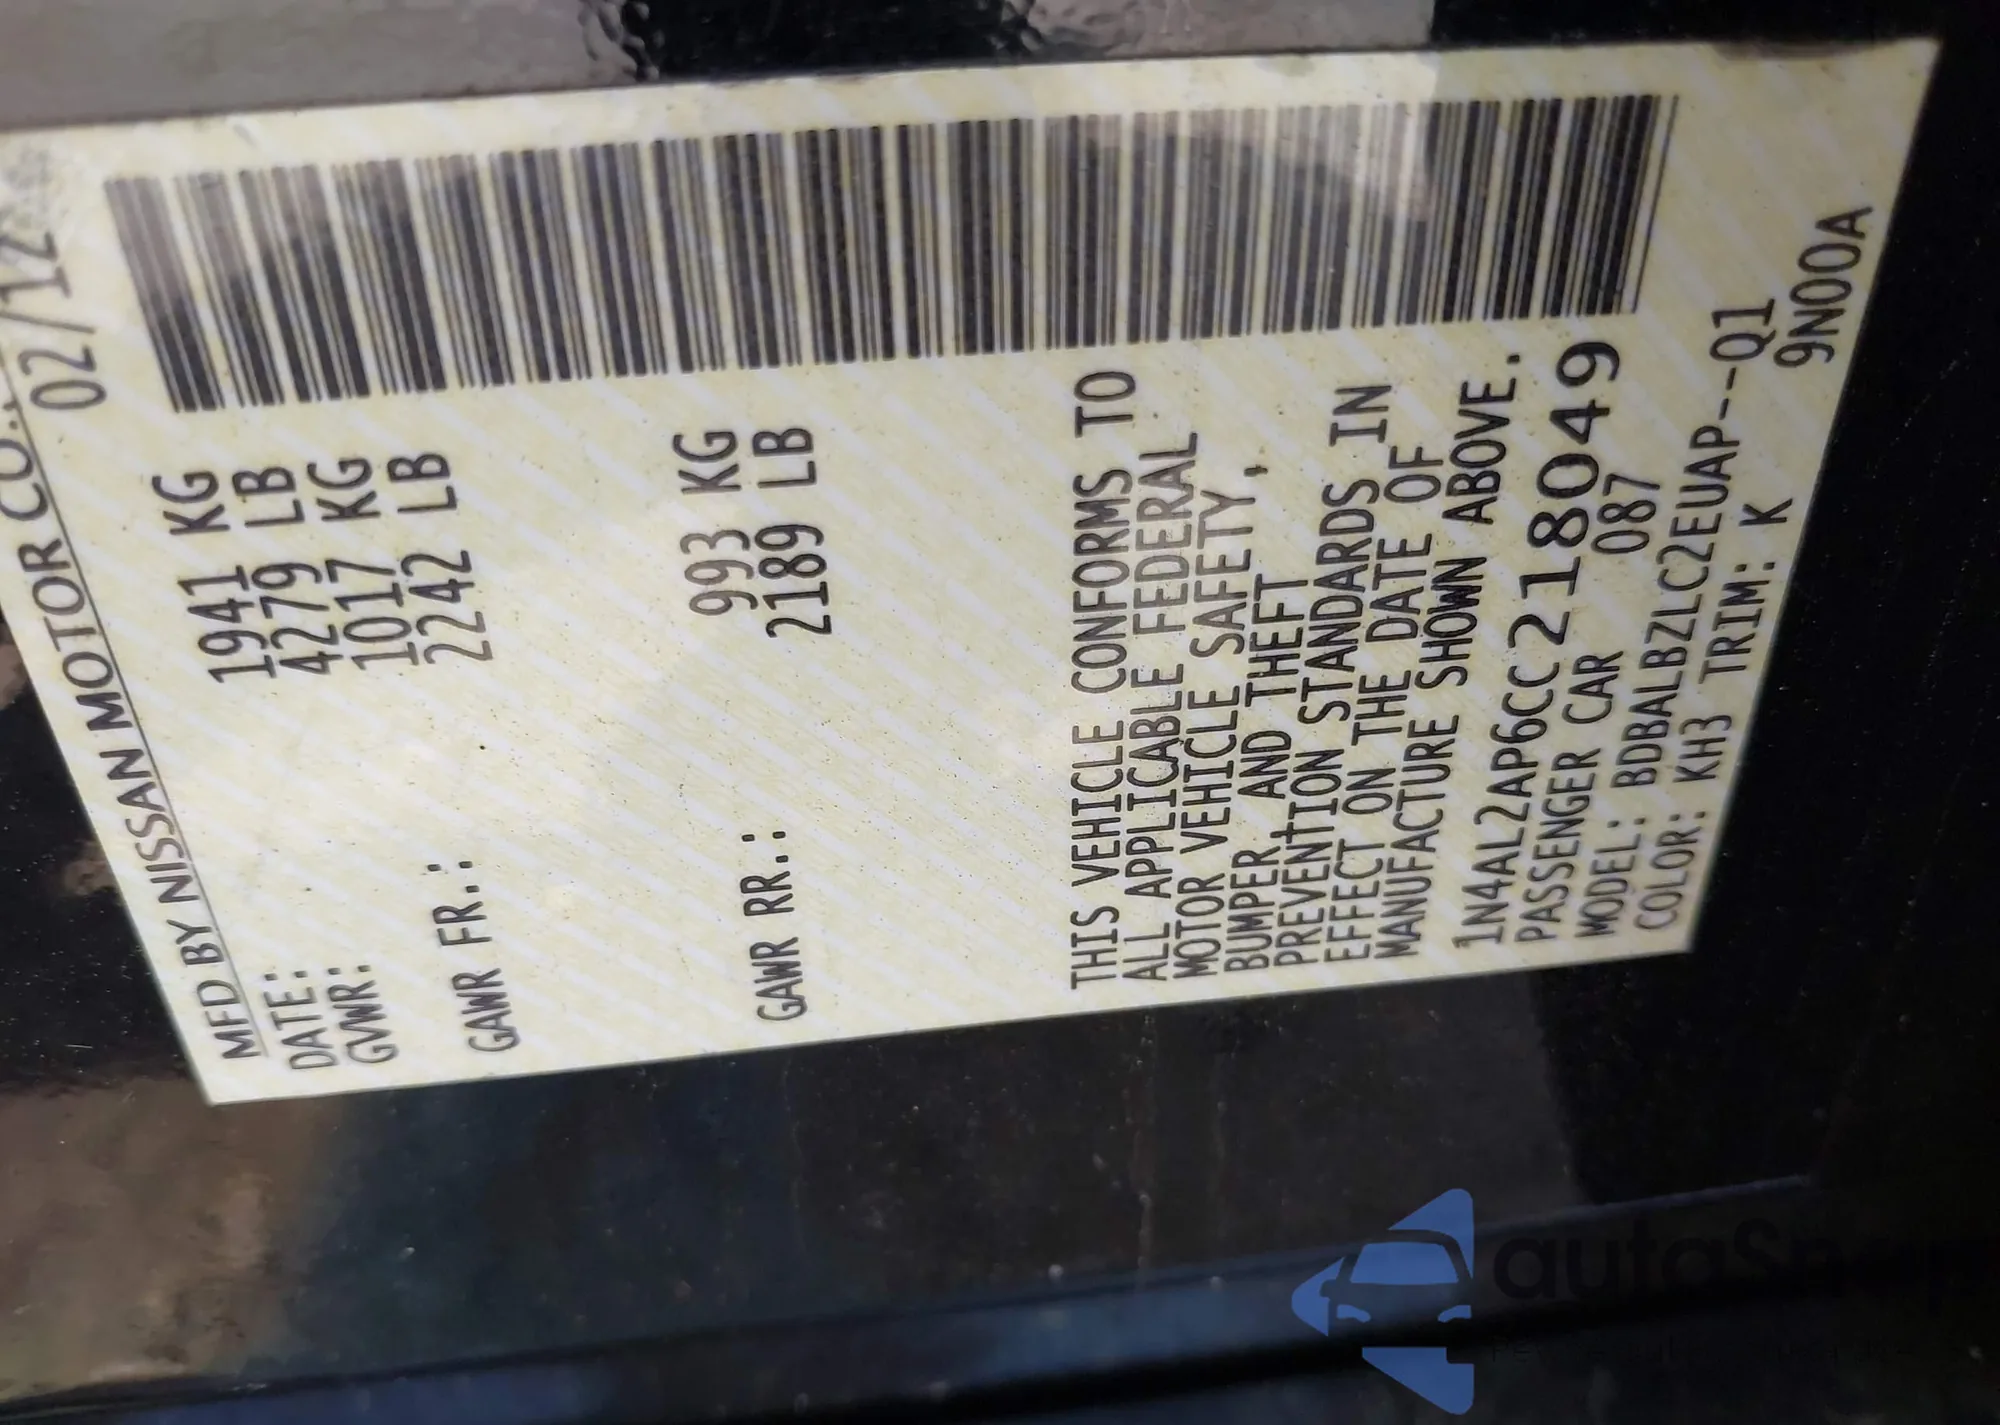 MFD BY NISSAN MOTOR CO.,
DATE: 02/12
GVWR: 1941 KG
4279 LB
GAWR FR.: 1017 KG
2242 LB
GAWR RR.: 993 KG
2189 LB
THIS VEHICLE CONFORMS TO
ALL APPLICABLE FEDERAL
MOTOR VEHICLE SAFETY,
BUMPER AND THEFT
PREVENTION STANDARDS IN
EFFECT ON THE DATE OF
MANUFACTURE SHOWN ABOVE.
1N4AL2AP6CC218049
PASSENGER CAR 087
MODEL: BDBALBZLC2EUAP---Q1
COLOR: KH3 TRIM: K
9N00A